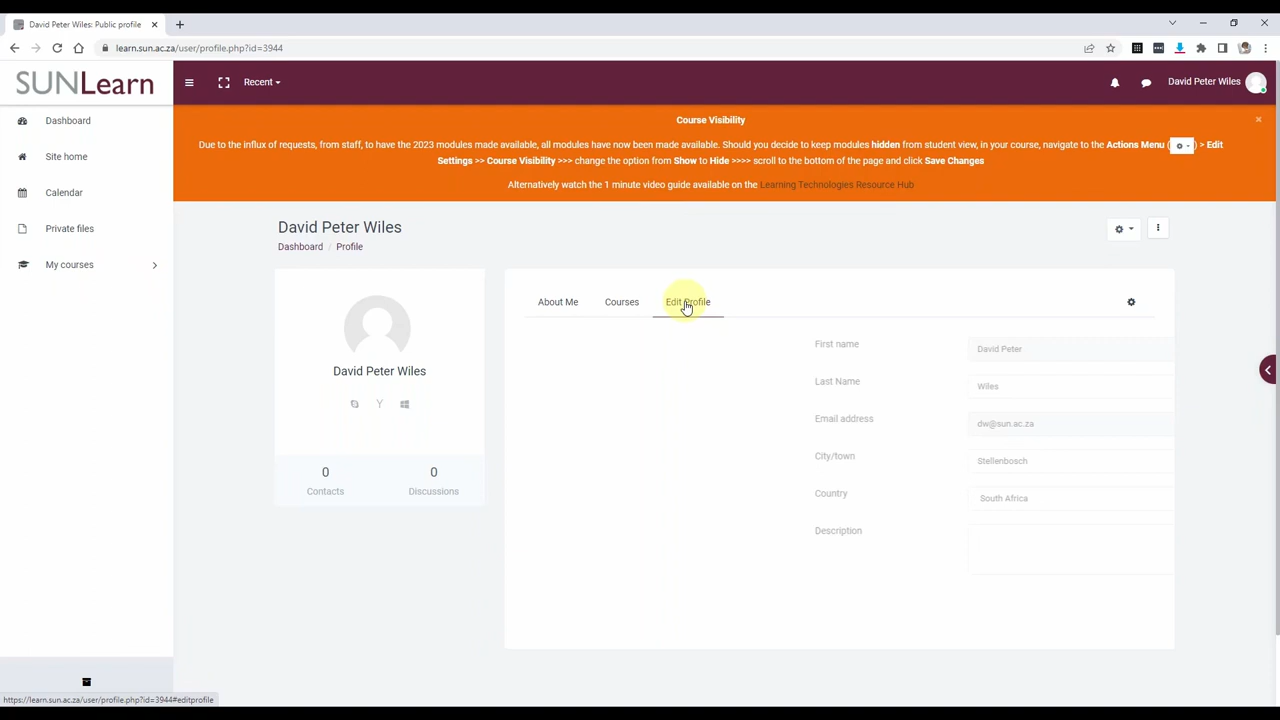 David Peter Wiles: Public profile
learn.sun.ac.za/user/profile.php?id=3944
SUNLearn
Recent
David Peter Wiles
Dashboard
Site home
Calendar
Private files
My courses
Course Visibility
Due to the influx of requests, from staff, to have the 2023 modules made available, all modules have now been made available. Should you decide to keep modules hidden from student view, in your course, navigate to the Actions Menu ( ) > Edit
Settings >> Course Visibility >>> change the option from Show to Hide >>>> scroll to the bottom of the page and click Save Changes
Alternatively watch the 1 minute video guide available on the Learning Technologies Resource Hub
David Peter Wiles
Dashboard / Profile
David Peter Wiles
0 0
Contacts Discussions
About Me Courses Edit Profile
First name David Peter
Last Name Wiles
Email address dw@sun.ac.za
City/town Stellenbosch
Country South Africa
Description
https://learn.sun.ac.za/user/profile.php?id=3944#editprofile